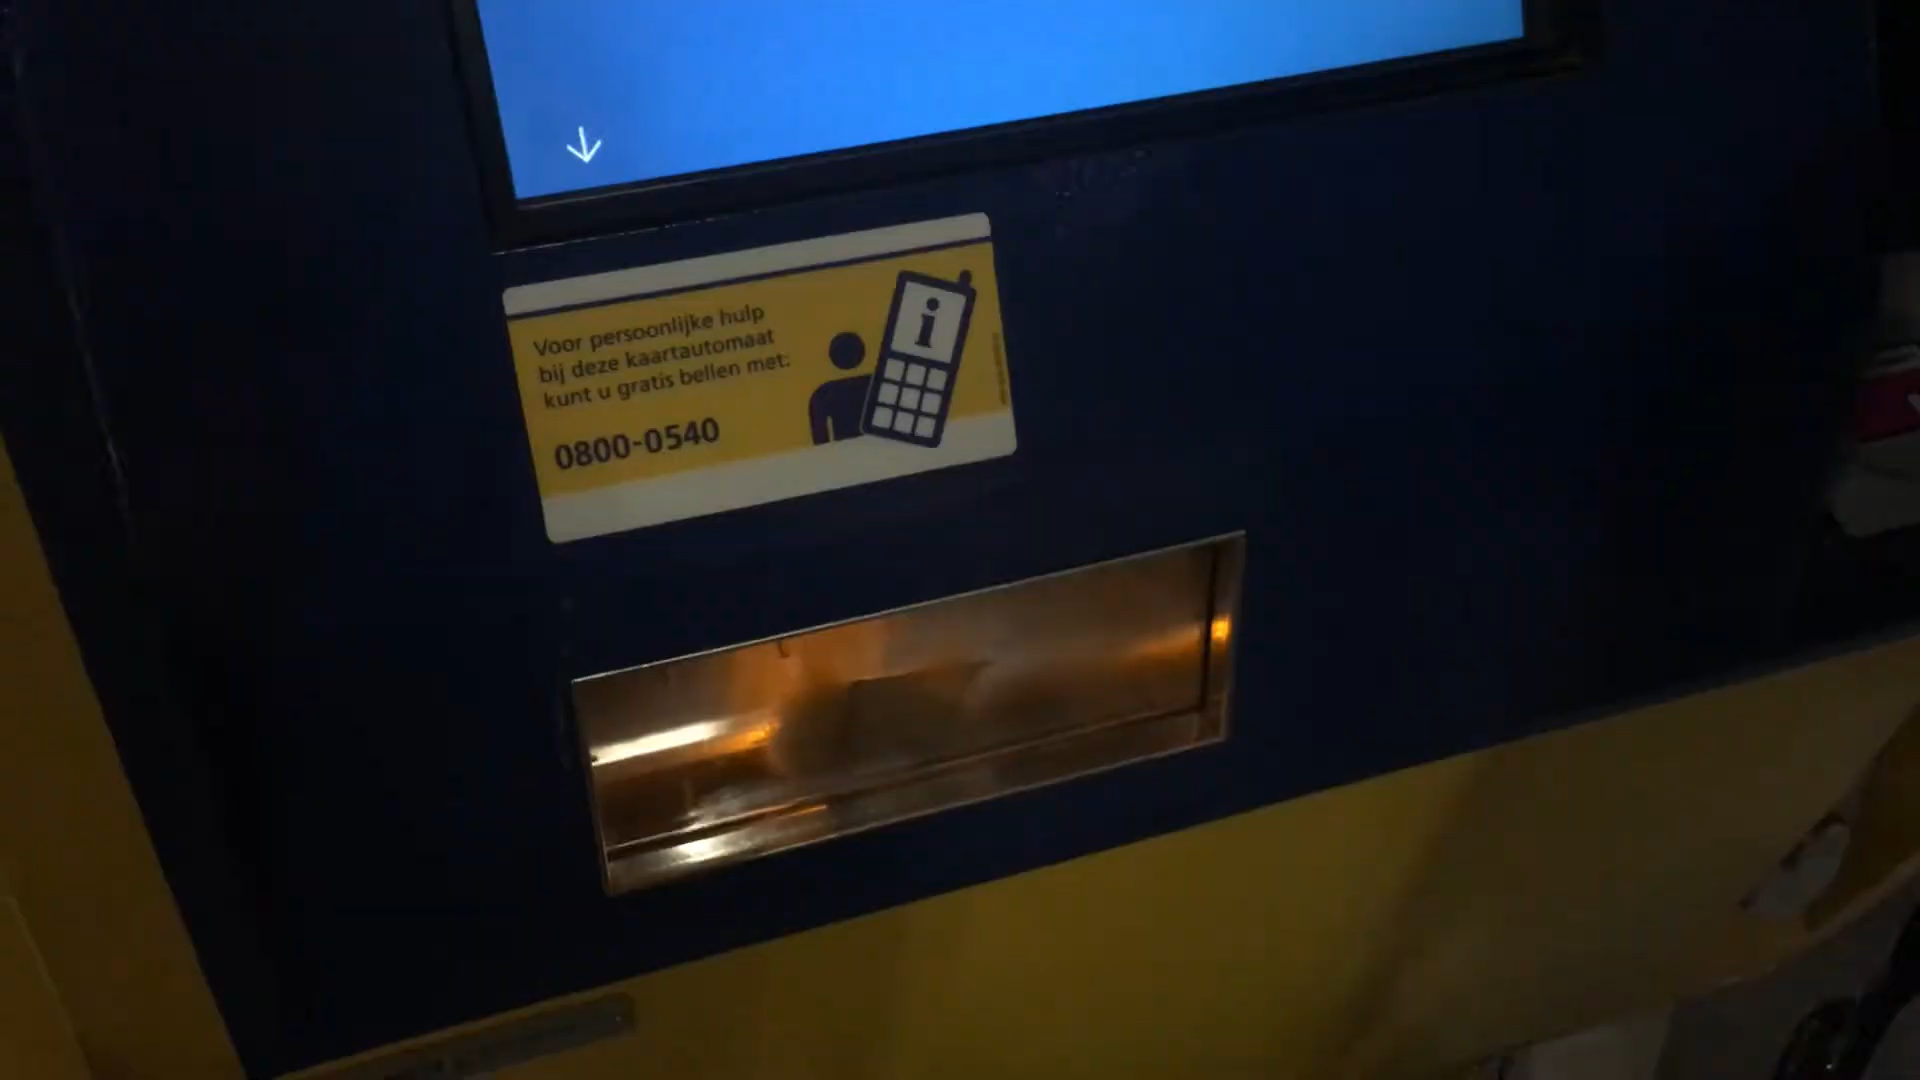 Voor persoonlijke hulp
bij deze kaartautomaat
kunt u gratis bellen met:
0800-0540
i